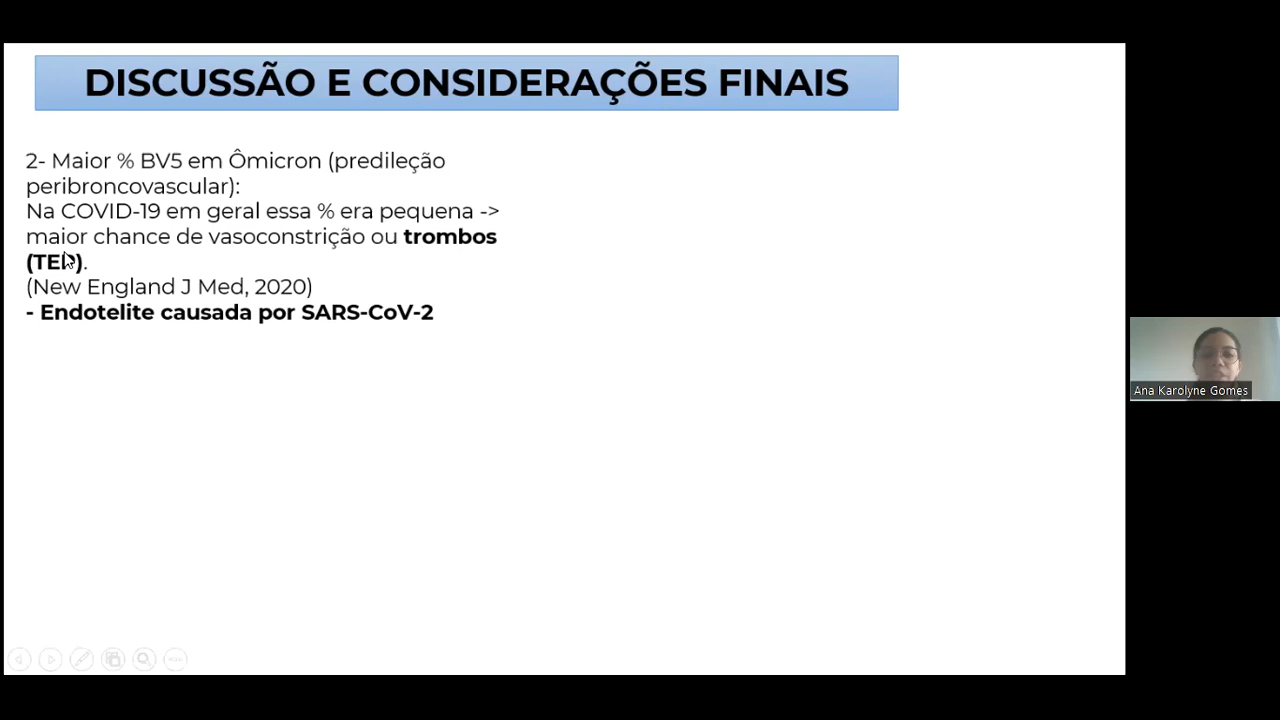 DISCUSSÃO E CONSIDERAÇÕES FINAIS
2- Maior % BV5 em Ômicron (predileção
peribroncovascular):
Na COVID-19 em geral essa % era pequena ->
maior chance de vasoconstrição ou trombos
(TEP).
(New England J Med, 2020)
- Endotelite causada por SARS-CoV-2
Ana Karolyne Gomes